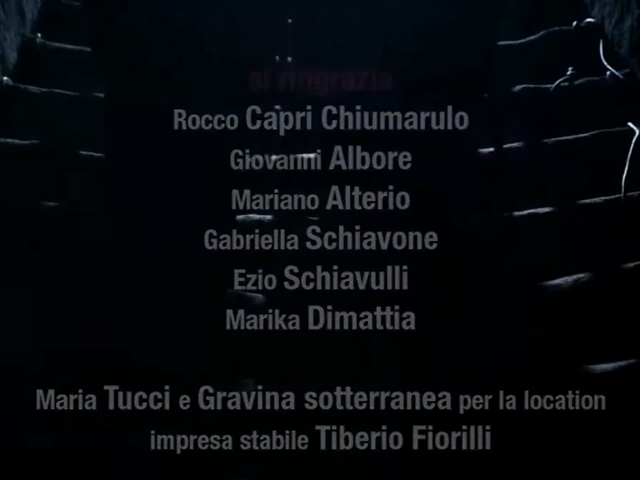 si ringrazia
Rocco Capri Chiumarulo
Giovanni Albore
Mariano Alterio
Gabriella Schiavone
Ezio Schiavulli
Marika Dimattia
Maria Tucci e Gravina sotterranea per la location
impresa stabile Tiberio Fiorilli